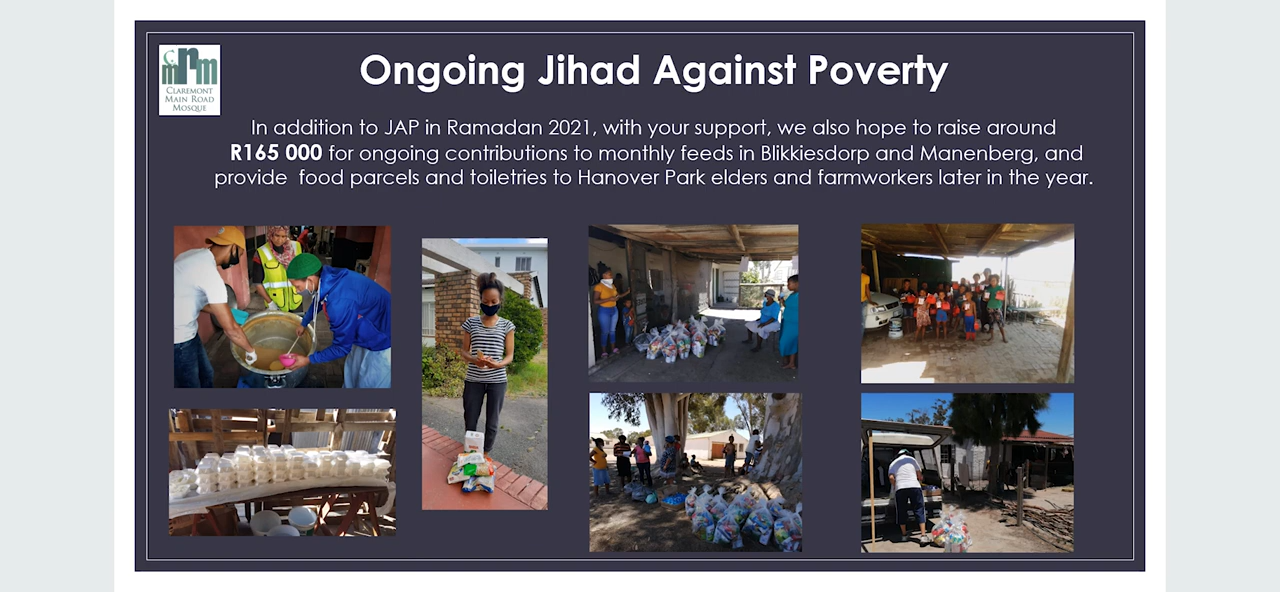 mrm
CLAREMONT
MAIN ROAD
MOSQUE
Ongoing Jihad Against Poverty
In addition to JAP in Ramadan 2021, with your support, we also hope to raise around
R165 000 for ongoing contributions to monthly feeds in Blikkiesdorp and Manenberg, and
provide  food parcels and toiletries to Hanover Park elders and farmworkers later in the year.